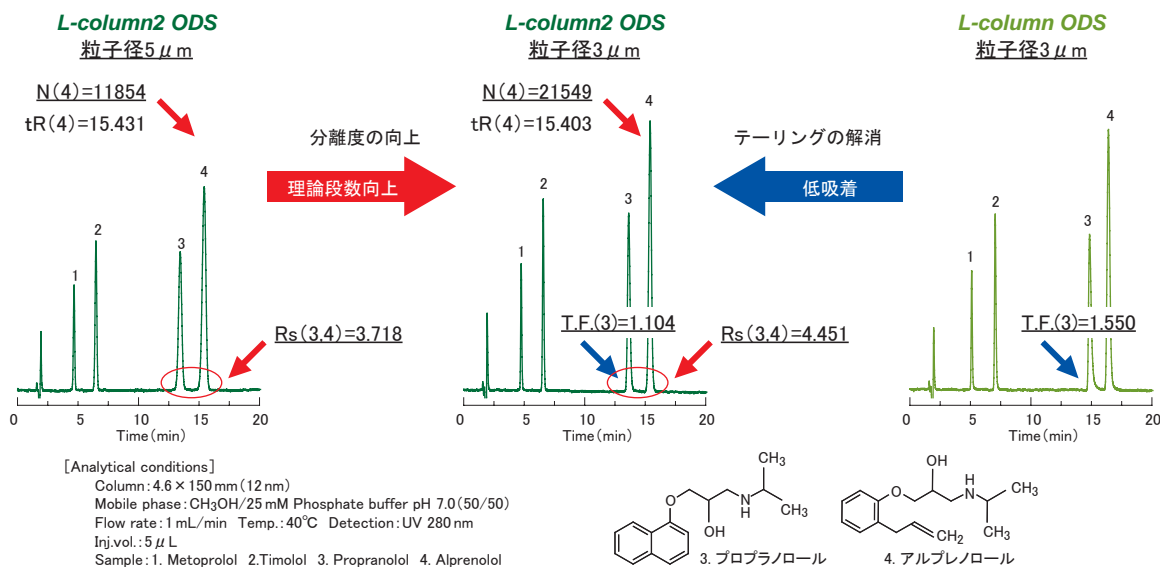 L-column2 ODS
粒子径5μm
N(4)=11854
tR(4)=15.431
1
2
3
4
Rs(3.4)=3.718
0
5
10
15
20
Time(min)
分離度の向上
理論段数向上
L-column2 ODS
粒子径3μm
N(4)=21549
tR(4)=15.403
1
2
3
4
T.F.(3)=1.104
Rs(3.4)=4.451
0
5
10
15
20
Time(min)
テーリングの解消
低吸着
L-column ODS
粒子径3μm
1
2
3
4
T.F.(3)=1.550
0
5
10
15
20
Time(min)
[Analytical conditions]
Column:4.6×150mm(12nm)
Mobile phase:CH3OH/25 mM Phosphate buffer pH 7.0(50/50)
Flow rate:1 mL/min Temp.:40℃ Detection:UV 280 nm
Inj.vol.:5μL
Sample:1. Metoprolol 2.Timolol 3. Propranolol 4. Alprenolol
CH3
HN
CH3
O
OH
3. プロプラノロール
OH
CH3
O
NH
CH3
CH2
4. アルプレノロール